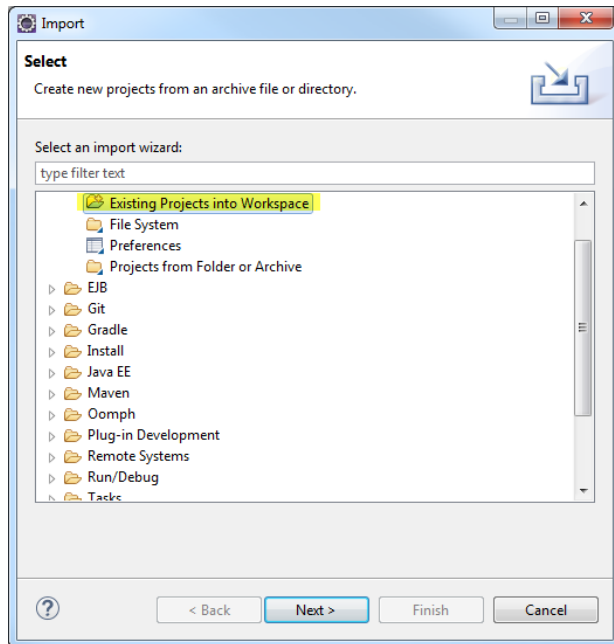 Import
Select
Create new projects from an archive file or directory.
Select an import wizard:
type filter text
Existing Projects into Workspace
File System
Preferences
Projects from Folder or Archive
EJB
Git
Gradle
Install
Java EE
Maven
Oomph
Plug-in Development
Remote Systems
Run/Debug
Tasks
? < Back Next > Finish Cancel